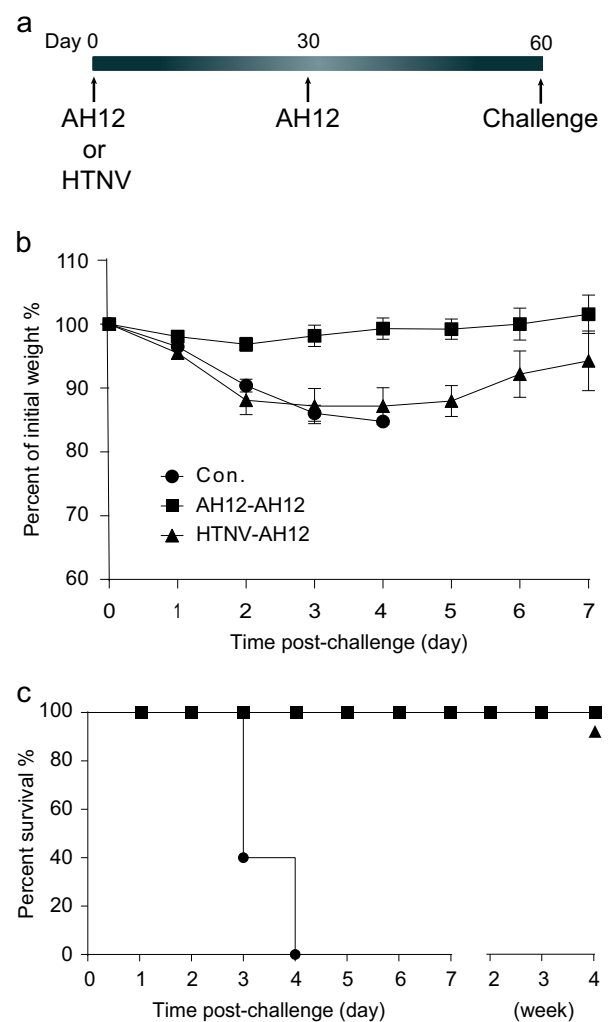 a
Day 0 30 60
AH12 AH12 Challenge
or
HTNV
b
110
100
90
80
70
60
Percent of initial weight %
Con.
AH12-AH12
HTNV-AH12
0 1 2 3 4 5 6 7
Time post-challenge (day)
c
100
80
60
40
20
0
Percent survival %
0 1 2 3 4 5 6 7 2 3 4
Time post-challenge (day) (week)